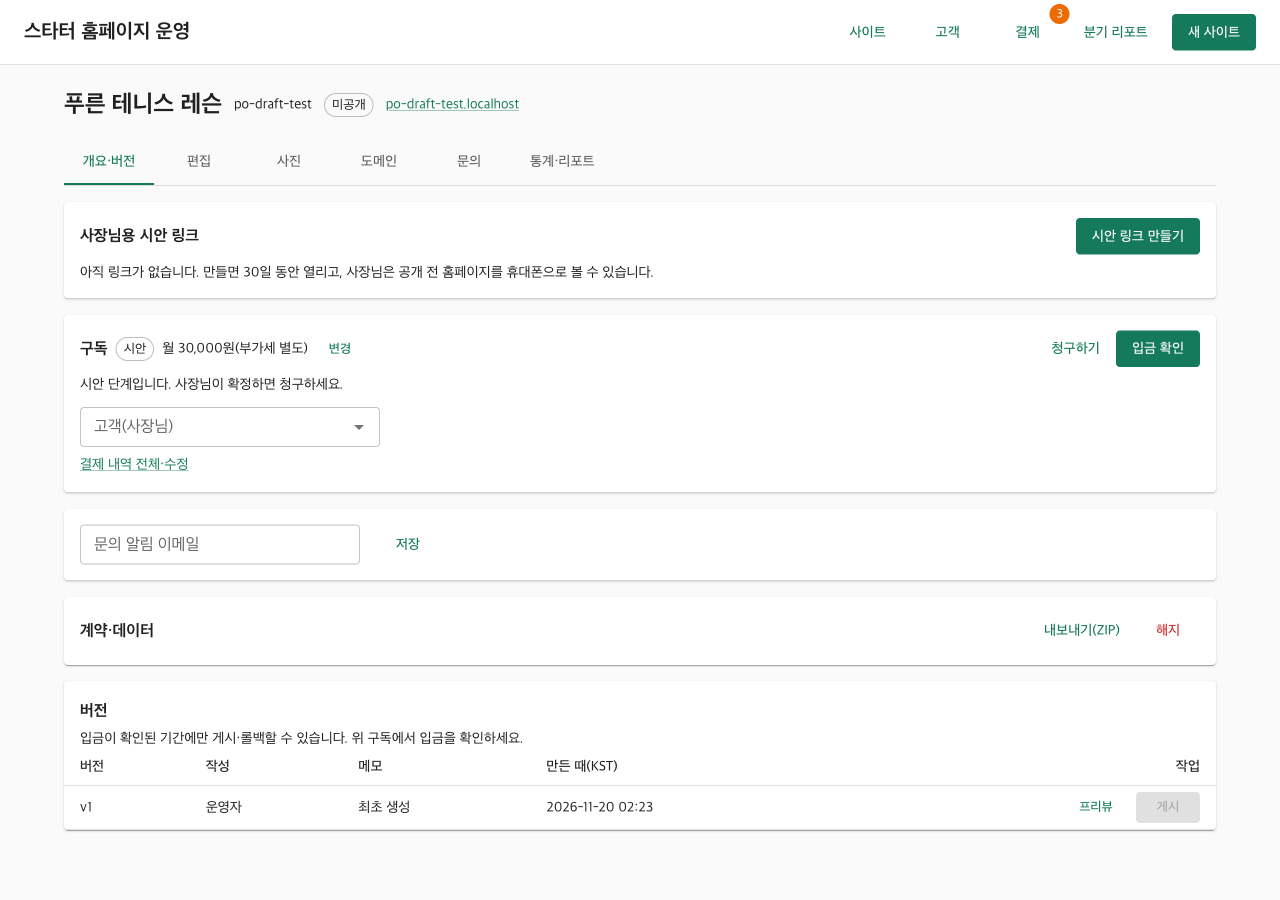 스타터 홈페이지 운영
사이트 고객 결제 3 분기 리포트 새 사이트
푸른 테니스 레슨 po-draft-test 미공개 po-draft-test.localhost
개요·버전 편집 사진 도메인 문의 통계·리포트
사장님용 시안 링크 시안 링크 만들기
아직 링크가 없습니다. 만들면 30일 동안 열리고, 사장님은 공개 전 홈페이지를 휴대폰으로 볼 수 있습니다.
구독 시안 월 30,000원(부가세 별도) 변경 청구하기 입금 확인
시안 단계입니다. 사장님이 확정하면 청구하세요.
고객(사장님)
결제 내역 전체·수정
문의 알림 이메일 저장
계약·데이터 내보내기(ZIP) 해지
버전
입금이 확인된 기간에만 게시·롤백할 수 있습니다. 위 구독에서 입금을 확인하세요.
버전 작성 메모 만든 때(KST) 작업
v1 운영자 최초 생성 2026-11-20 02:23 프리뷰 게시